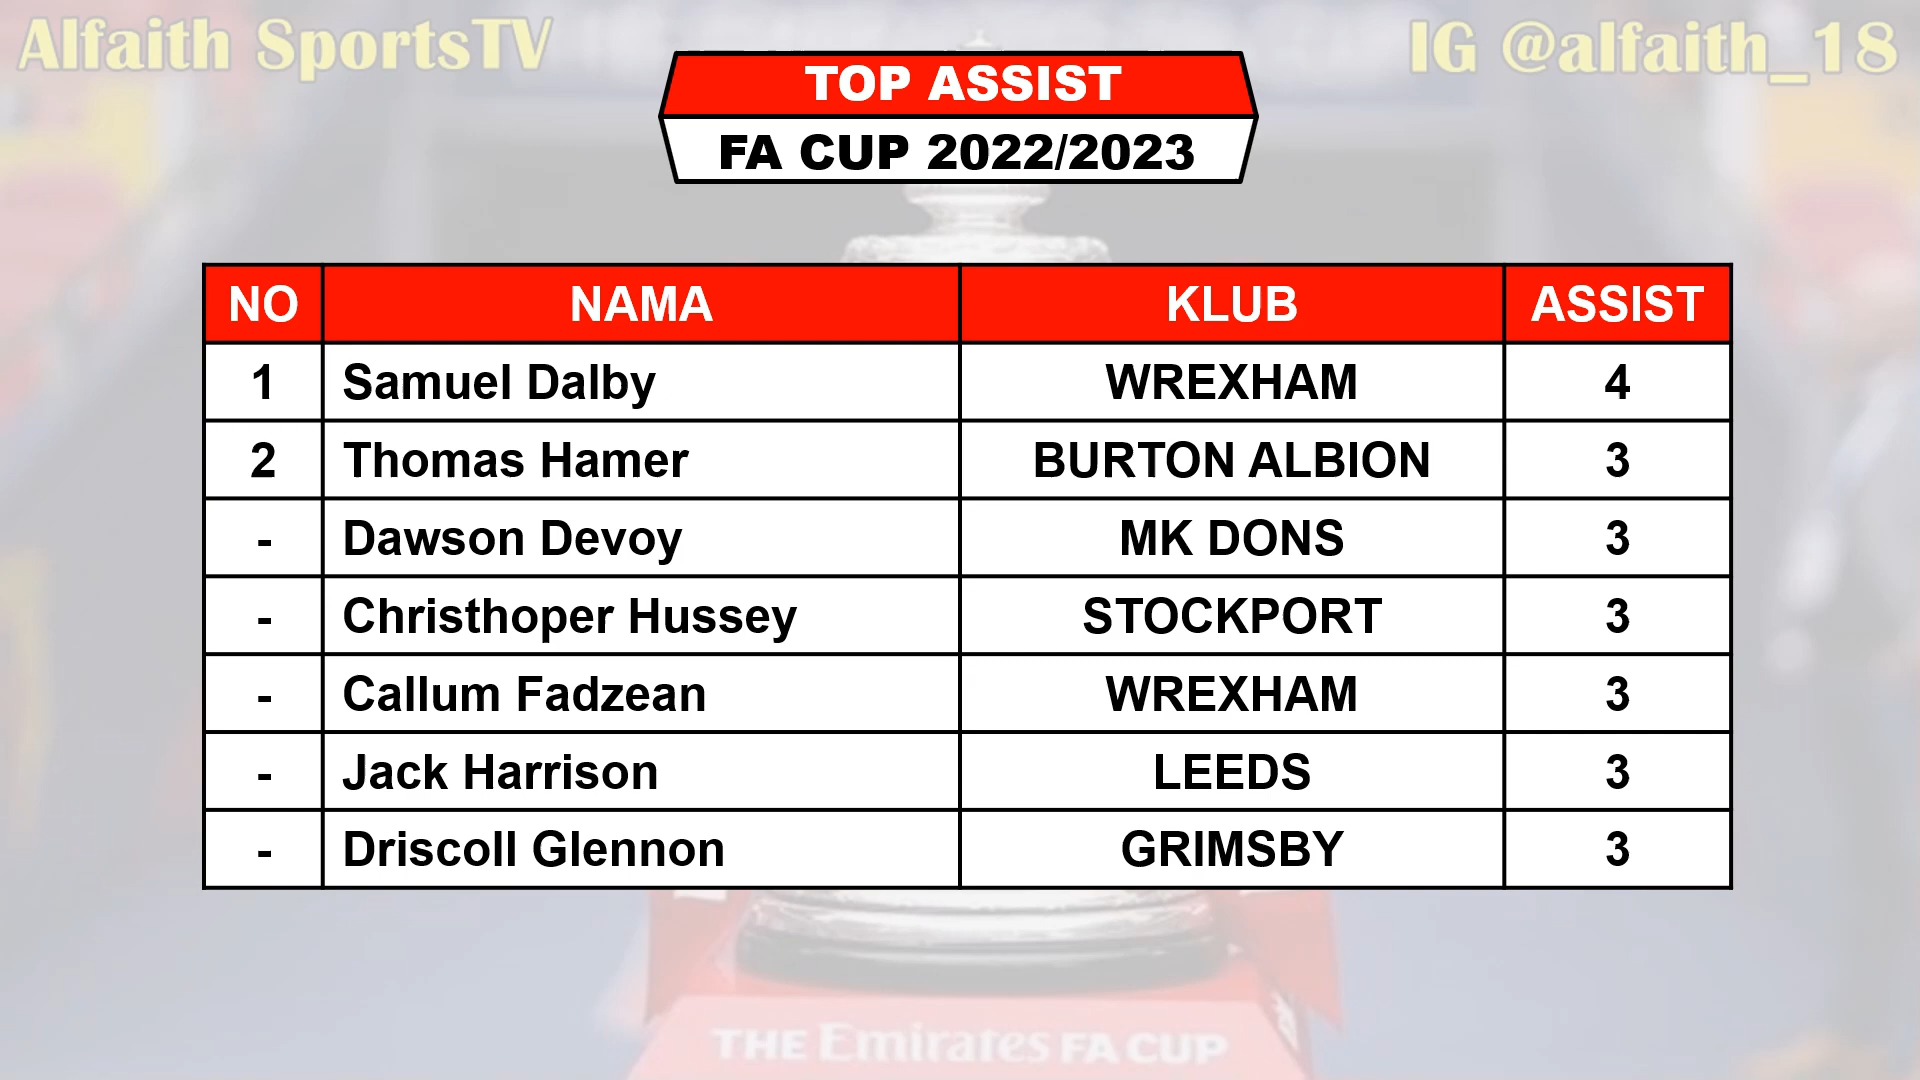 Alfaith SportsTV
IG @alfaith_18
TOP ASSIST
FA CUP 2022/2023
NO NAMA KLUB ASSIST
1 Samuel Dalby WREXHAM 4
2 Thomas Hamer BURTON ALBION 3
- Dawson Devoy MK DONS 3
- Christhoper Hussey STOCKPORT 3
- Callum Fadzean WREXHAM 3
- Jack Harrison LEEDS 3
- Driscoll Glennon GRIMSBY 3
THE Emirates FA CUP